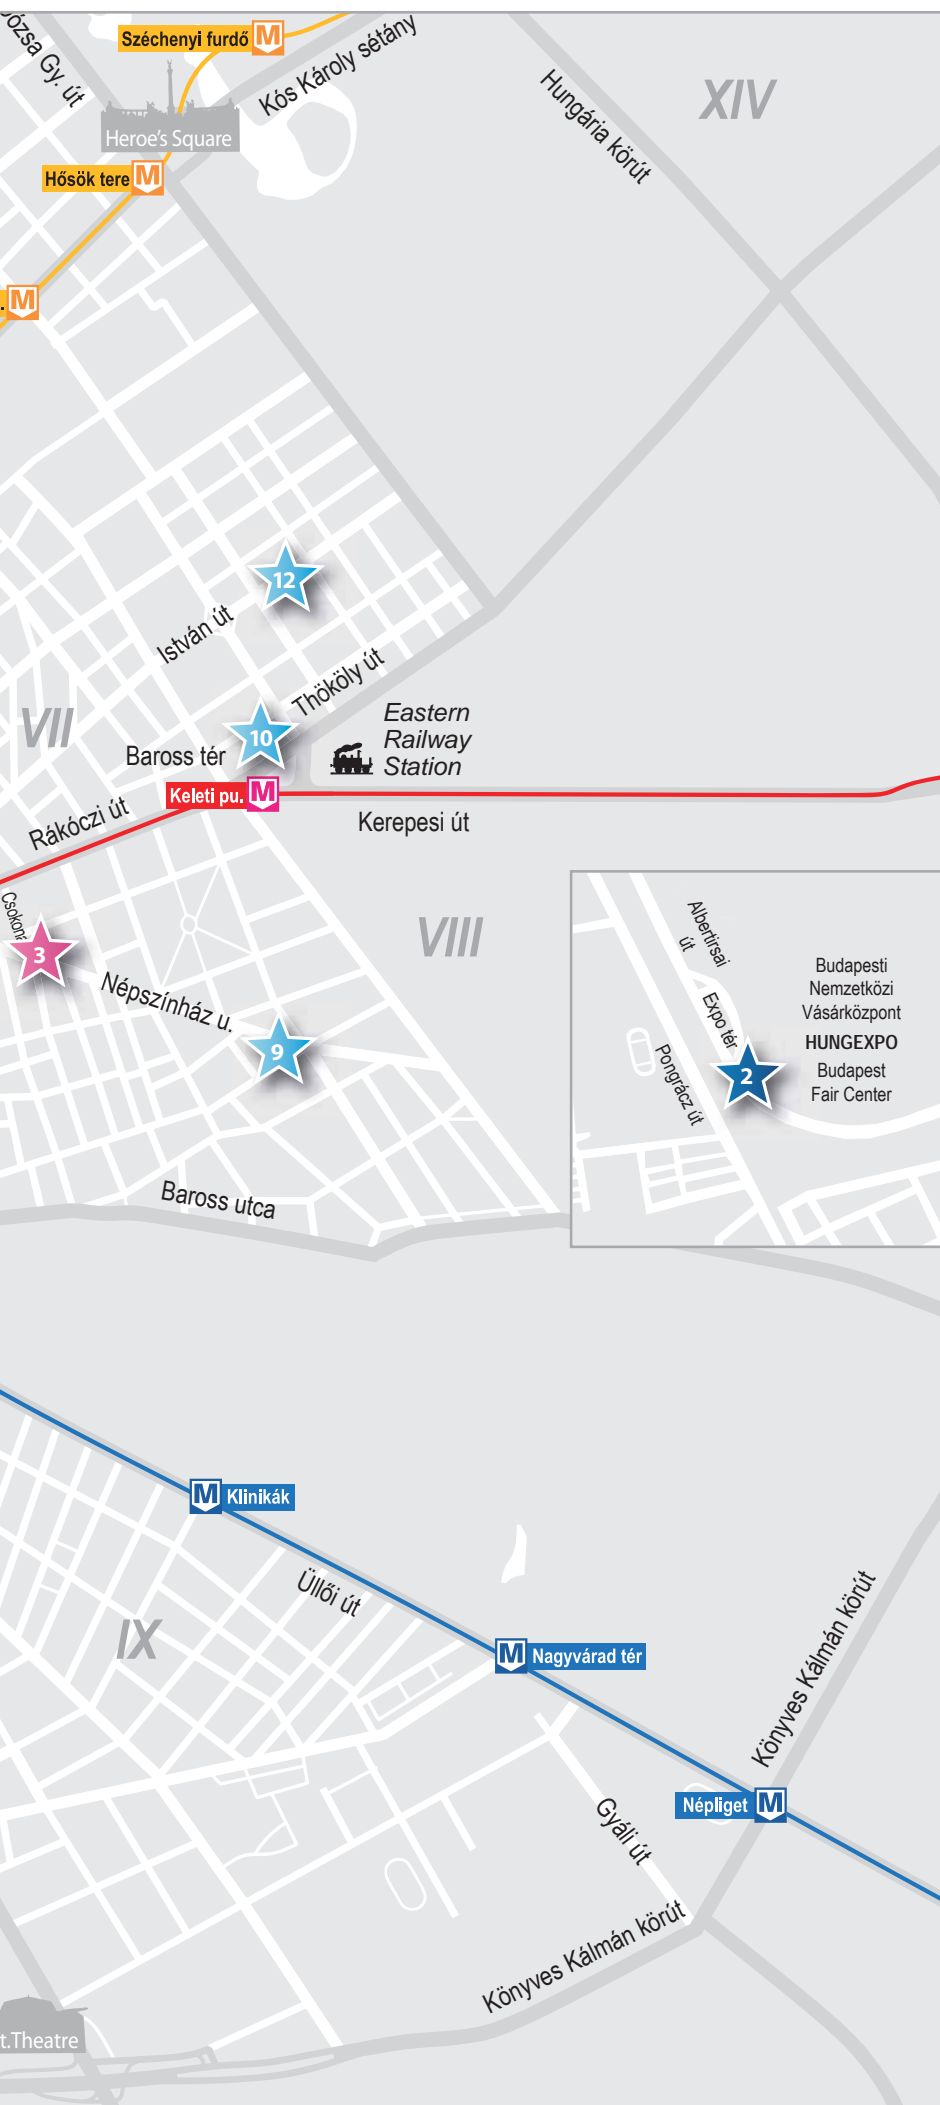 Gy. út
Széchenyi furdő M
Kós Károly sétány
Hungária körút
XIV
Heroe's Square
Hősök tere M
. M
12
István út
Thököly út
VII
10
Baross tér
Eastern
Railway
Station
Keleti pu. M
Rákóczi út
Kerepesi út
3
VIII
Népszínház u.
9
Albertirsai
út
Expo tér
Pongrácz út
Budapesti
Nemzetközi
Vásárközpont
HUNGEXPO
Budapest
Fair Center
2
Baross utca
M Klinikák
Üllői út
IX
M Nagyvárad tér
Könyves Kálmán körút
Népliget M
Gyáli út
Könyves Kálmán körút
t.Theatre